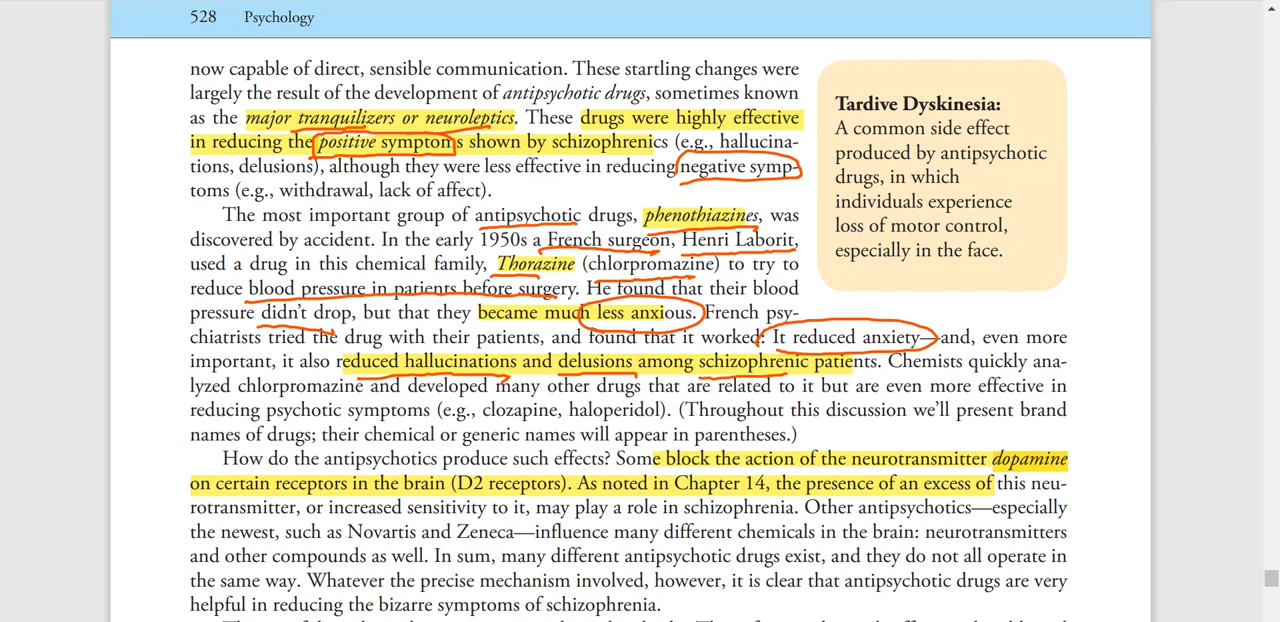 528 Psychology
now capable of direct, sensible communication. These startling changes were
largely the result of the development of antipsychotic drugs, sometimes known
as the major tranquilizers or neuroleptics. These drugs were highly effective
in reducing the positive symptoms shown by schizophrenics (e.g., hallucina-
tions, delusions), although they were less effective in reducing negative symp-
toms (e.g., withdrawal, lack of affect).
The most important group of antipsychotic drugs, phenothiazines, was
discovered by accident. In the early 1950s a French surgeon, Henri Laborit,
used a drug in this chemical family, Thorazine (chlorpromazine) to try to
reduce blood pressure in patients before surgery. He found that their blood
pressure didn't drop, but that they became much less anxious. French psy-
chiatrists tried the drug with their patients, and found that it worked: It reduced anxiety—and, even more
important, it also reduced hallucinations and delusions among schizophrenic patients. Chemists quickly ana-
lyzed chlorpromazine and developed many other drugs that are related to it but are even more effective in
reducing psychotic symptoms (e.g., clozapine, haloperidol). (Throughout this discussion we'll present brand
names of drugs; their chemical or generic names will appear in parentheses.)
How do the antipsychotics produce such effects? Some block the action of the neurotransmitter dopamine
on certain receptors in the brain (D2 receptors). As noted in Chapter 14, the presence of an excess of this neu-
rotransmitter, or increased sensitivity to it, may play a role in schizophrenia. Other antipsychotics—especially
the newest, such as Novartis and Zeneca—influence many different chemicals in the brain: neurotransmitters
and other compounds as well. In sum, many different antipsychotic drugs exist, and they do not all operate in
the same way. Whatever the precise mechanism involved, however, it is clear that antipsychotic drugs are very
helpful in reducing the bizarre symptoms of schizophrenia.
Tardive Dyskinesia:
A common side effect
produced by antipsychotic
drugs, in which
individuals experience
loss of motor control,
especially in the face.